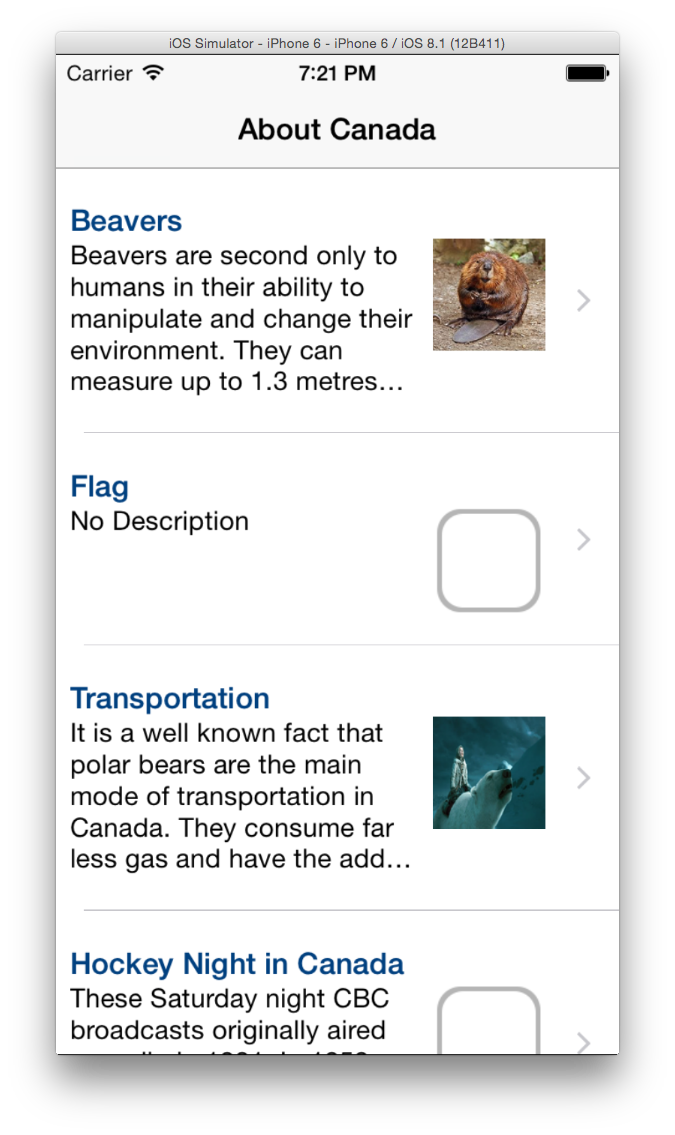 iOS Simulator - iPhone 6 - iPhone 6 / iOS 8.1 (12B411)
Carrier 7:21 PM
About Canada
Beavers
Beavers are second only to
humans in their ability to
manipulate and change their
environment. They can
measure up to 1.3 metres…
Flag
No Description
Transportation
It is a well known fact that
polar bears are the main
mode of transportation in
Canada. They consume far
less gas and have the add…
Hockey Night in Canada
These Saturday night CBC
broadcasts originally aired